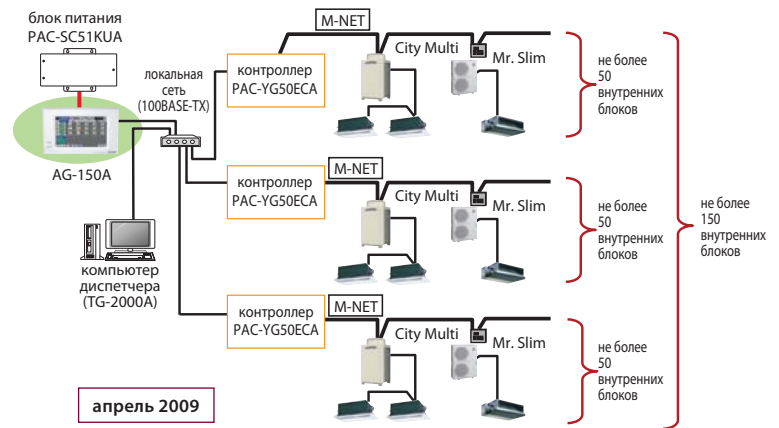 блок питания
PAC-SC51KUA
AG-150A
компьютер
диспетчера
(TG-2000A)
локальная
сеть
(100BASE-TX)
контроллер
PAC-YG50ECA
M-NET
City Multi
Mr. Slim
не более
50
внутренних
блоков
контроллер
PAC-YG50ECA
M-NET
City Multi
Mr. Slim
не более
50
внутренних
блоков
контроллер
PAC-YG50ECA
M-NET
City Multi
Mr. Slim
не более
50
внутренних
блоков
не более
150
внутренних
блоков
апрель 2009